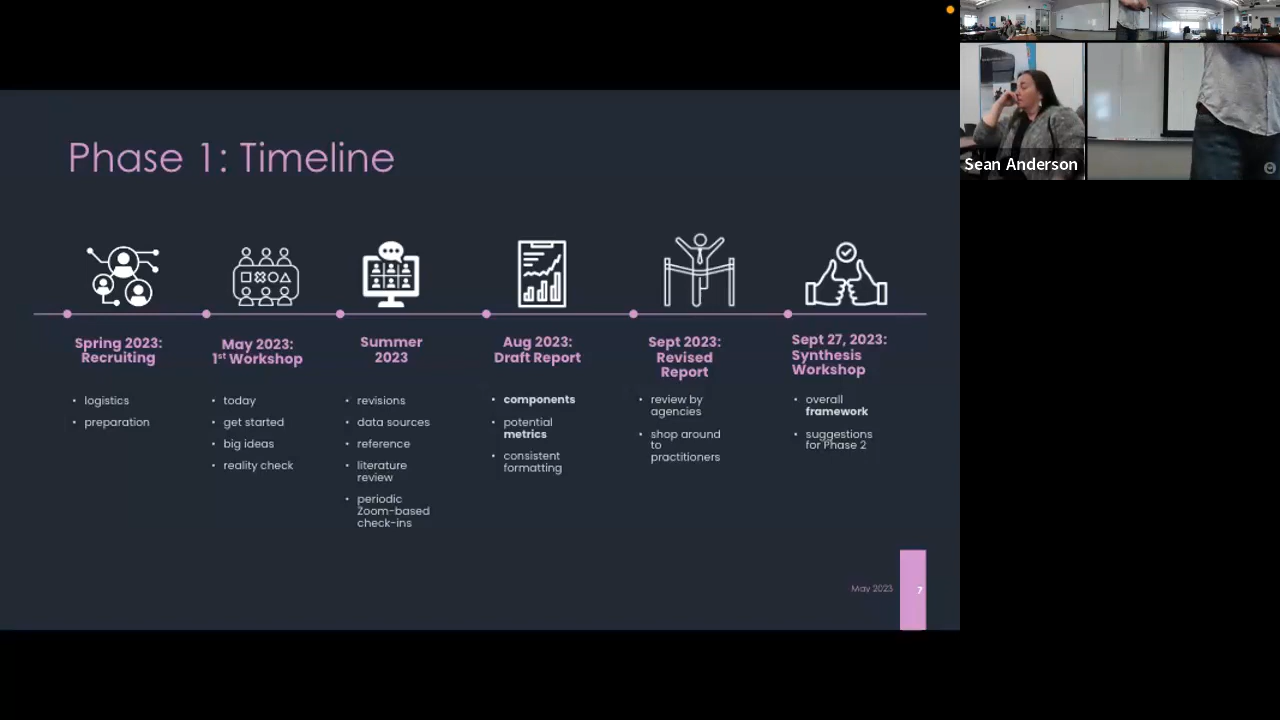 Phase 1: Timeline
Spring 2023:
Recruiting
• logistics
• preparation
May 2023:
1st Workshop
• today
• get started
• big ideas
• reality check
Summer
2023
• revisions
• data sources
• reference
• literature
review
• periodic
Zoom-based
check-ins
Aug 2023:
Draft Report
• components
• potential
metrics
• consistent
formatting
Sept 2023:
Revised
Report
• review by
agencies
• shop around
to
practitioners
Sept 27, 2023:
Synthesis
Workshop
• overall
framework
• suggestions
for Phase 2
May 2023
7
Sean Anderson